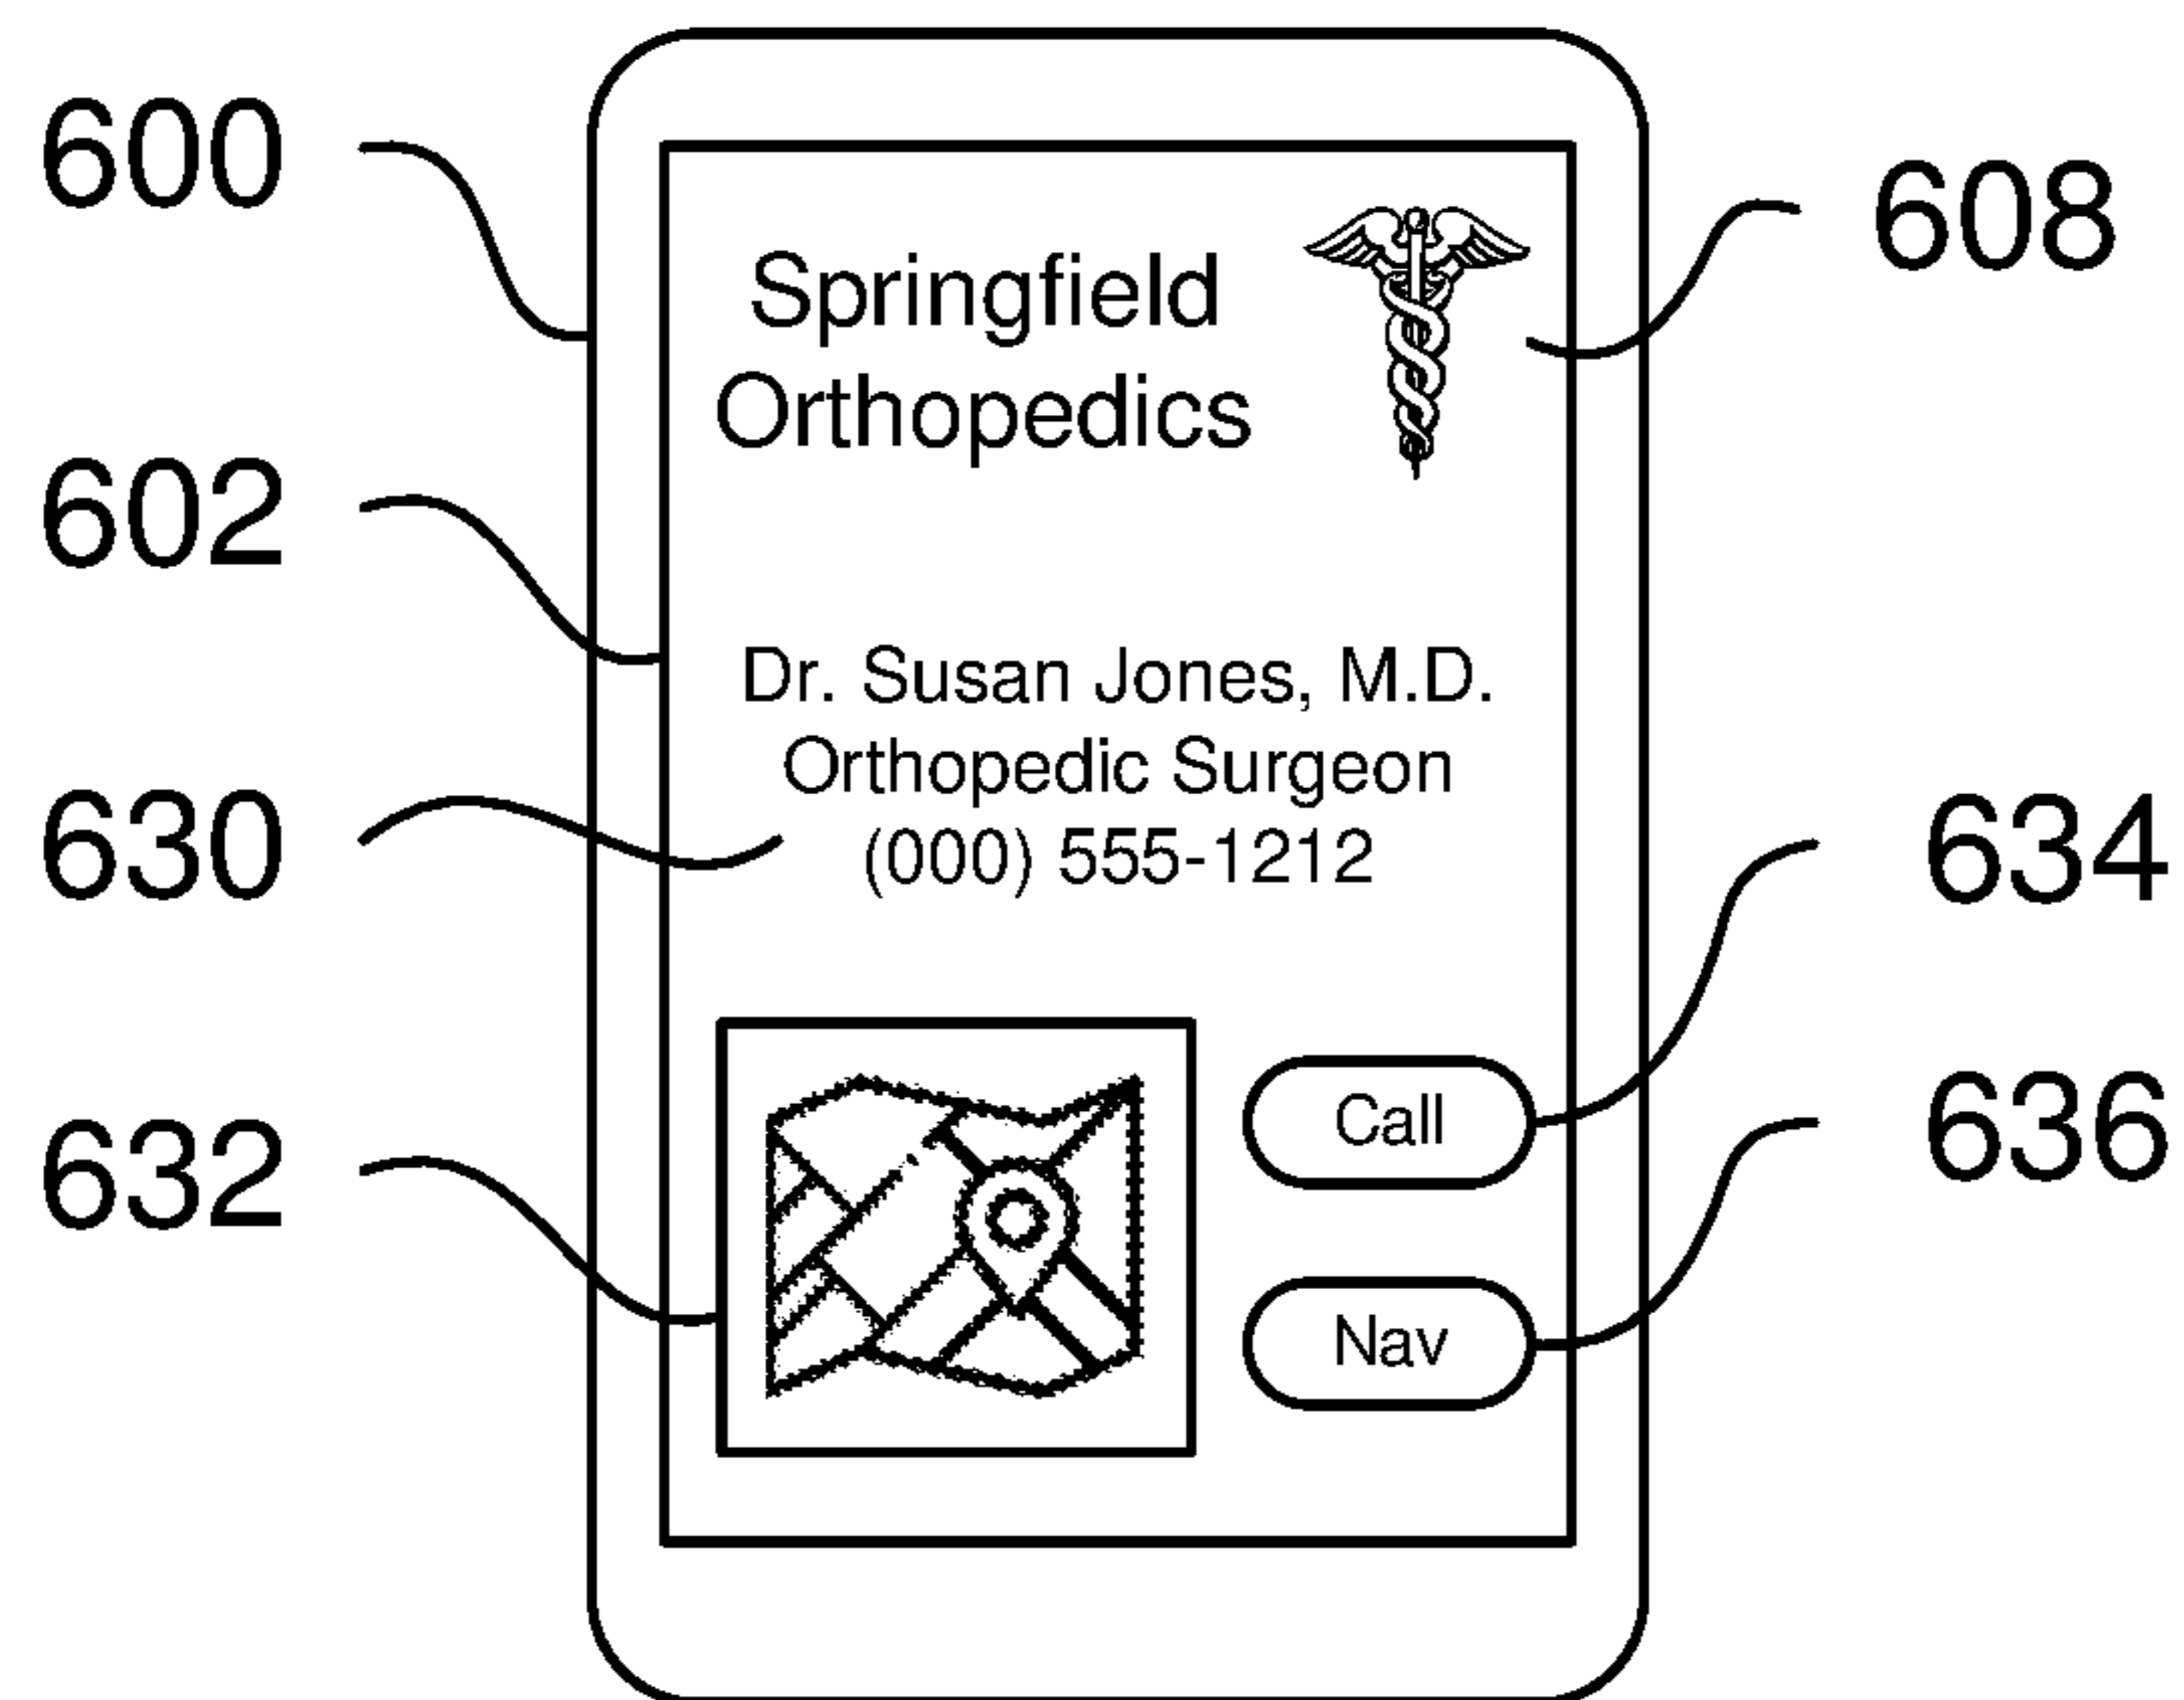 600
608
Springfield
Orthopedics
602
Dr. Susan Jones, M.D.
Orthopedic Surgeon
(000) 555-1212
630
634
Call
636
632
Nav